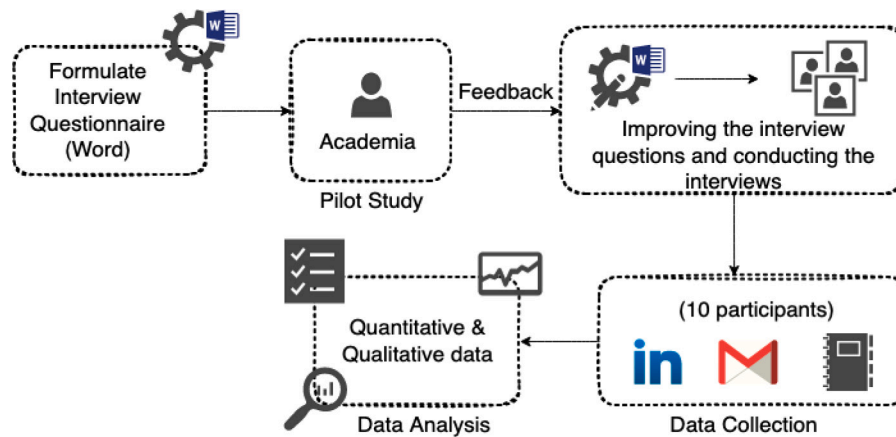 W
Formulate
Interview
Questionnaire
(Word)
Academia
Pilot Study
Feedback
W
Improving the interview
questions and conducting the
interviews
(10 participants)
in
Data Collection
Quantitative &
Qualitative data
Data Analysis